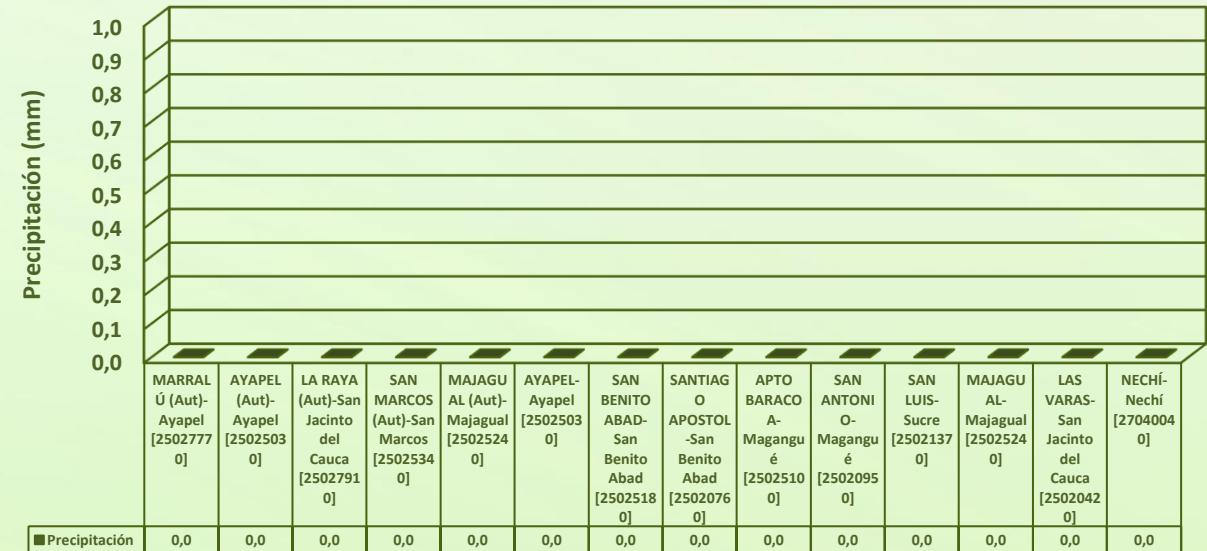 Precipitación (mm)
1,0
0,9
0,8
0,7
0,6
0,5
0,4
0,3
0,2
0,1
0,0
MARRAL
Ú (Aut)-
Ayapel
[2502777
0]
AYAPEL
(Aut)-
Ayapel
[2502503
0]
LA RAYA
(Aut)-San
Jacinto
del
Cauca
[2502791
0]
SAN
MARCOS
(Aut)-San
Marcos
[2502534
0]
MAJAGU
AL (Aut)-
Majagual
[2502524
0]
AYAPEL-
Ayapel
[2502503
0]
SAN
BENITO
ABAD-
San
Benito
Abad
[2502518
0]
SANTIAG
O
APOSTOL
-San
Benito
Abad
[2502076
0]
APTO
BARACO
A-
Magangu
é
[2502510
0]
SAN
ANTONI
O-
Magangu
é
[2502095
0]
SAN
LUIS-
Sucre
[2502137
0]
MAJAGU
AL-
Majagual
[2502524
0]
LAS
VARAS-
San
Jacinto
del
Cauca
[2502042
0]
NECHÍ-
Nechí
[2704004
0]
Precipitación 0,0 0,0 0,0 0,0 0,0 0,0 0,0 0,0 0,0 0,0 0,0 0,0 0,0 0,0